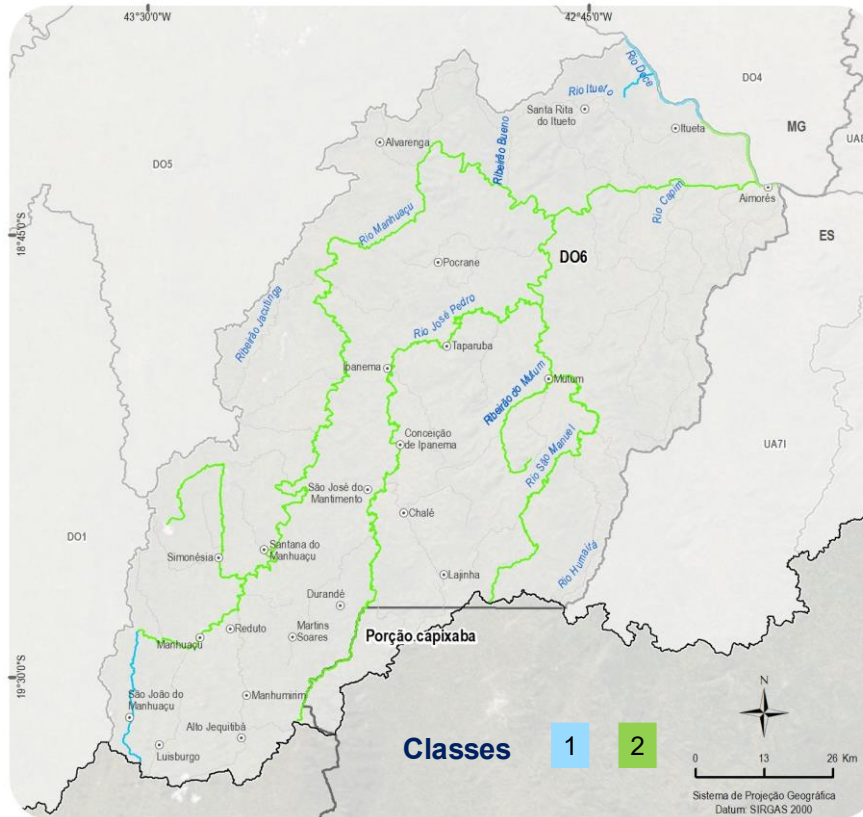 43°30'0"W
42°45'0"W
Rio Doce
DO4
Rio Itueto
Santa Rita
do Itueto
MG
Itueta
UA8
Ribeirão Bueno
Alvarenga
DO5
Aimorés
Rio Capim
Rio Manhuaçu
18°45'0"S
ES
DO6
Pocrane
Ribeirão Jacutinga
Rio José Pedro
Taparuba
Ipanema
Ribeirão do Mutum
Mutum
Conceição
de Ipanema
Rio São Manuel
UA7I
São José do
Mantimento
Chalé
DO1
Simonésia
Santana do
Manhuaçu
Lajinha
Rio Humaitá
Durandé
Reduto
Martins
Soares
Porção capixaba
Manhuaçu
19°30'0"S
São João do
Manhuaçu
Manhumirim
N
Alto Jequitibá
Luisburgo
Classes
1
2
0 13 26 Km
Sistema de Projeção Geográfica
Datum: SIRGAS 2000